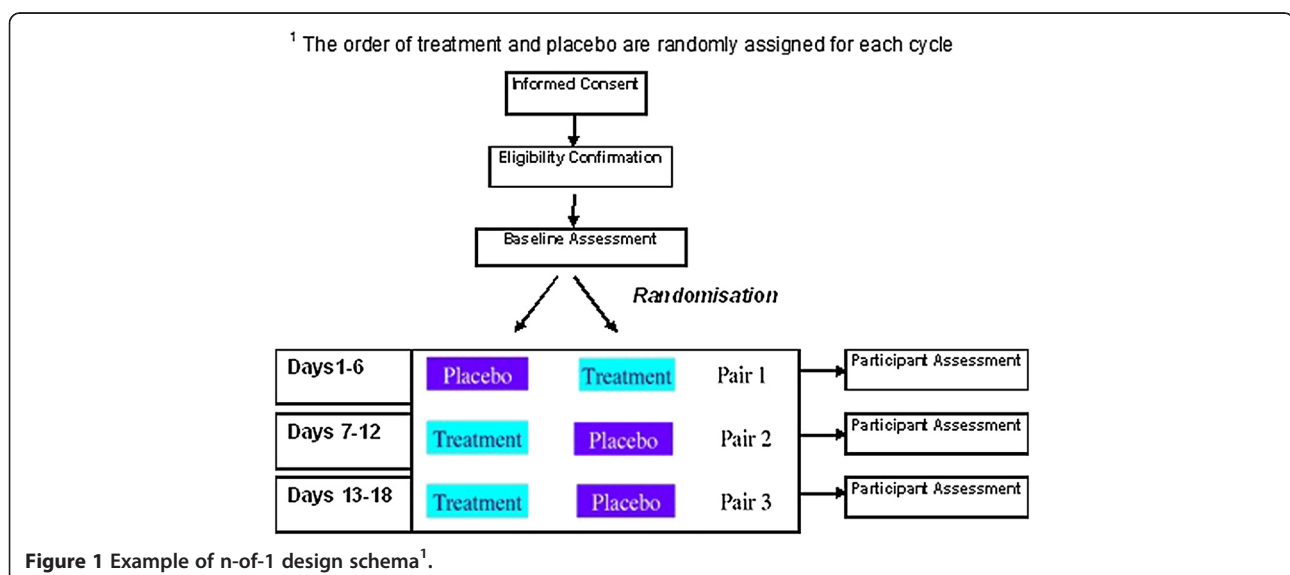 ¹ The order of treatment and placebo are randomly assigned for each cycle
Informed Consent
Eligibility Confirmation
Baseline Assessment
Randomisation
Days1-6
Placebo
Treatment
Pair 1
Participant Assessment
Days 7-12
Treatment
Placebo
Pair 2
Participant Assessment
Days 13-18
Treatment
Placebo
Pair 3
Participant Assessment
Figure 1 Example of n-of-1 design schema¹.